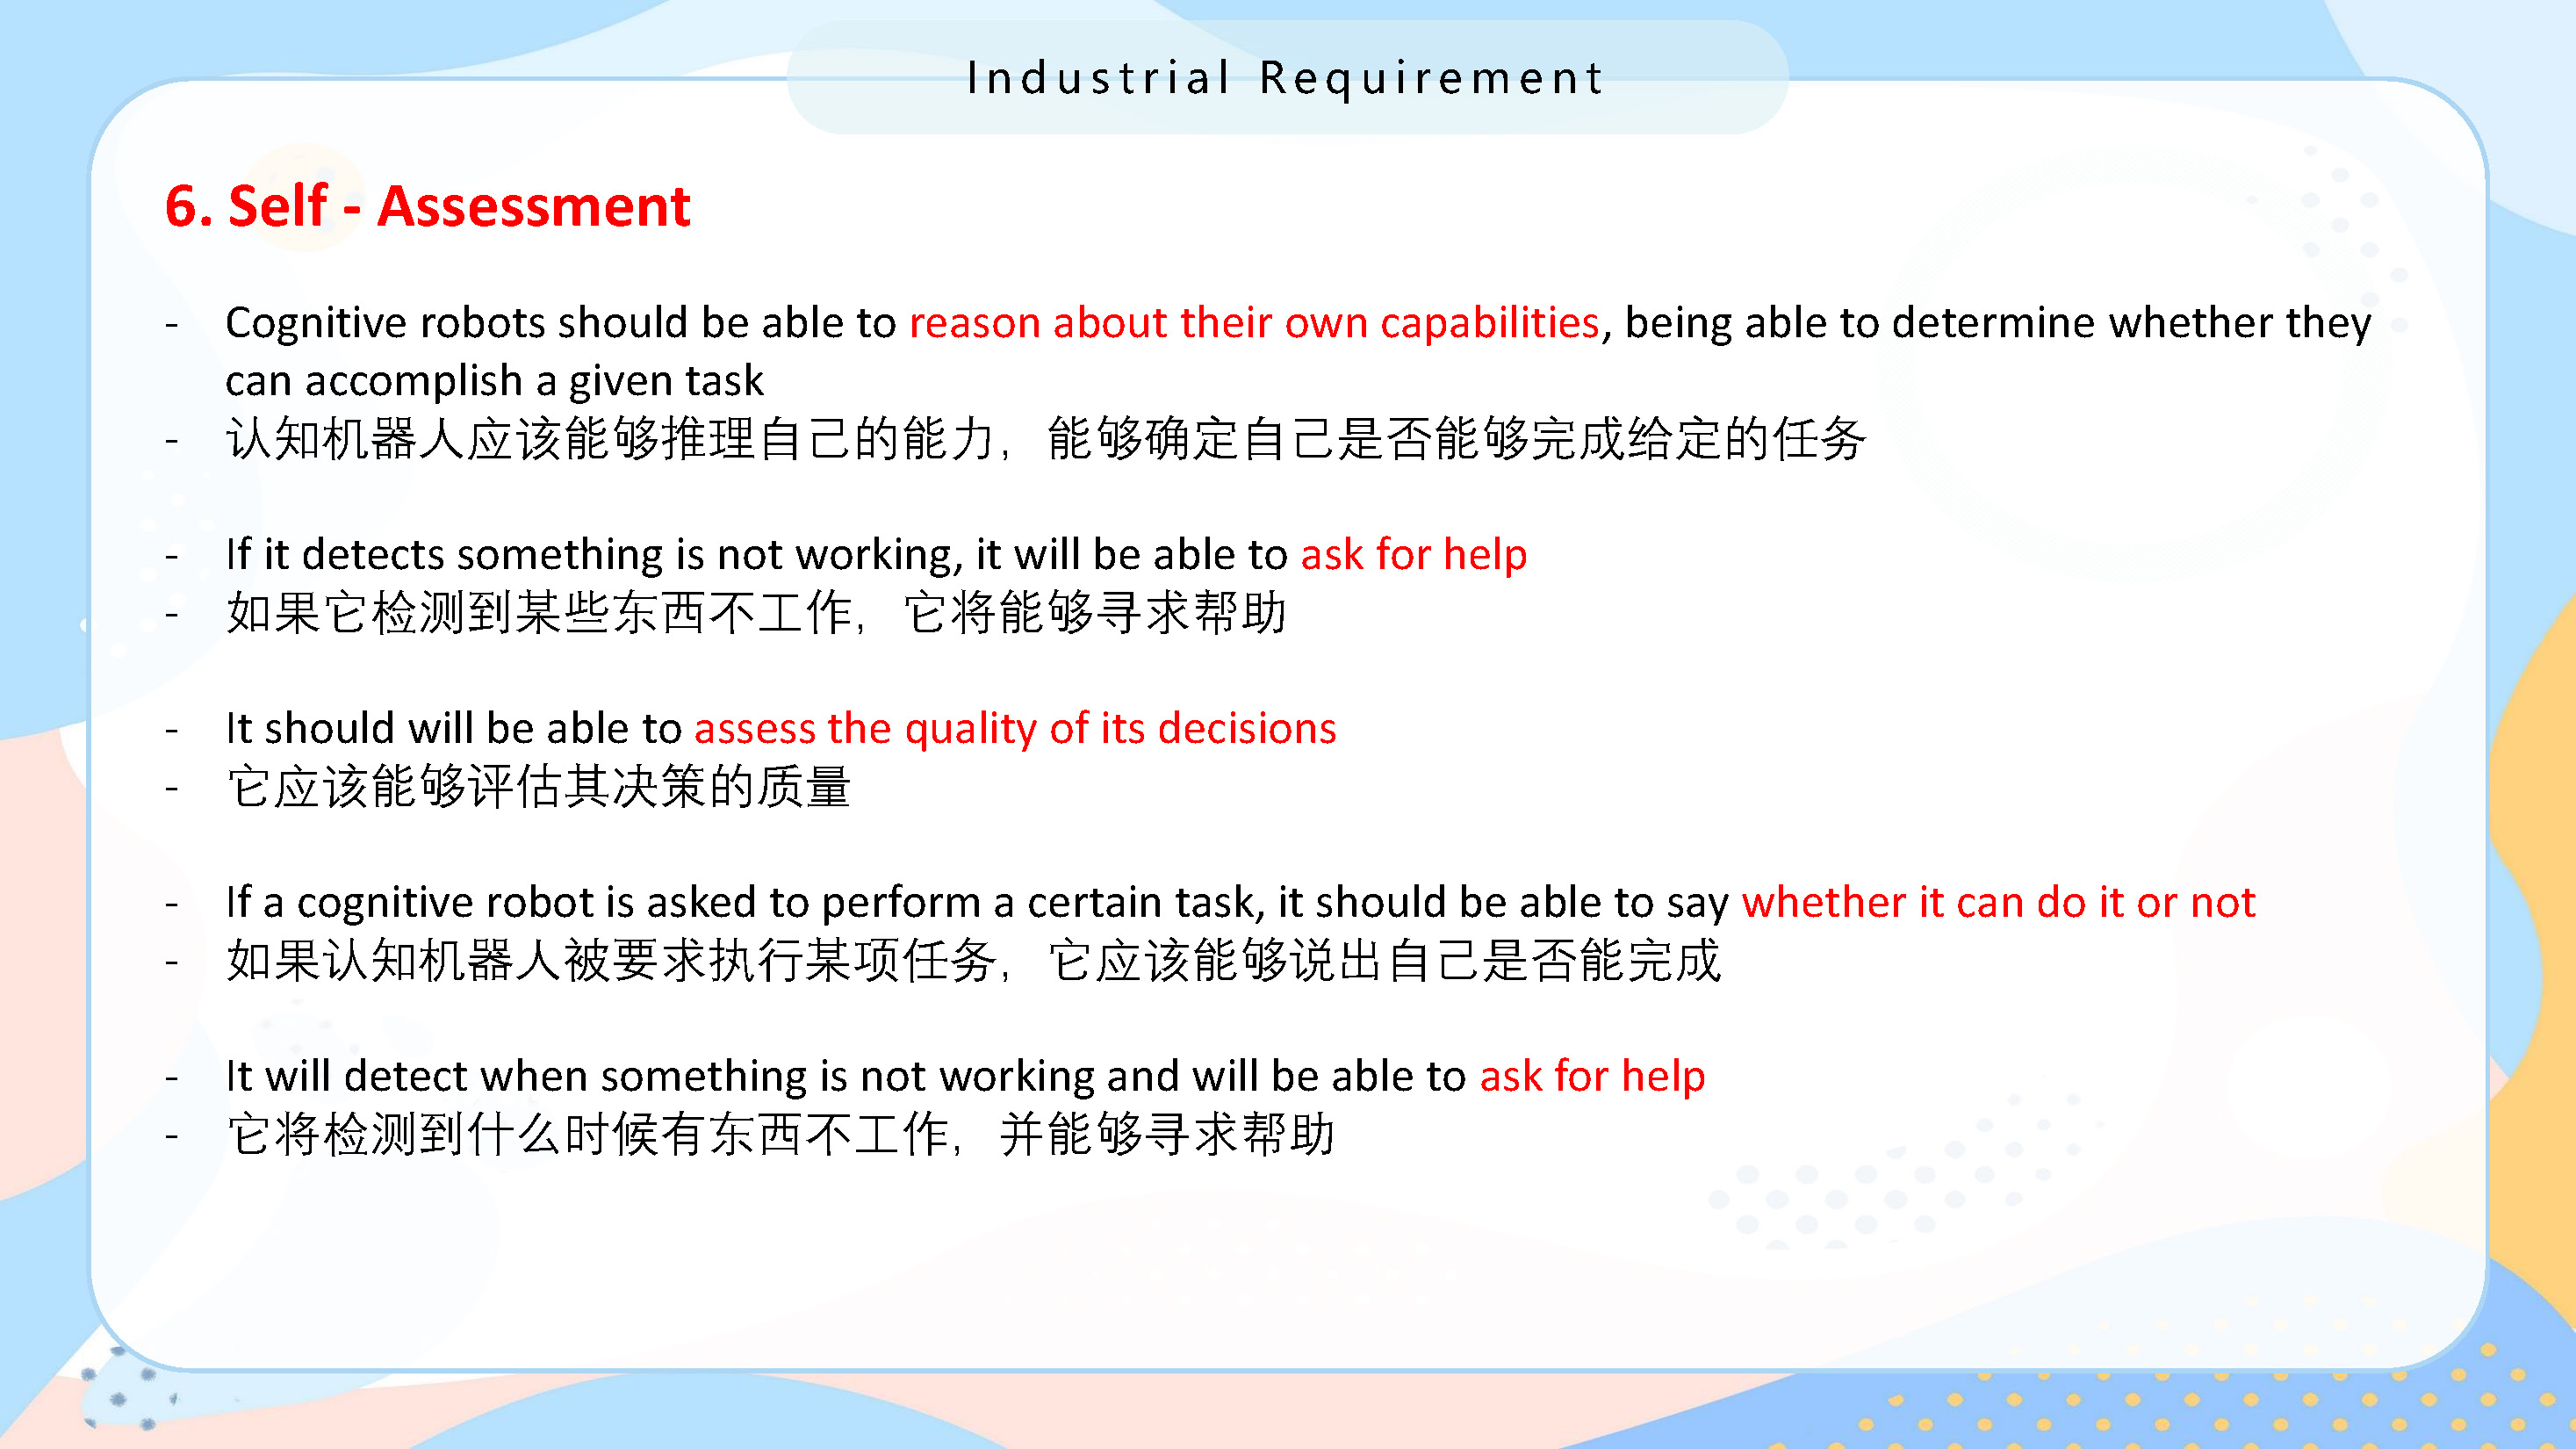 Industrial Requirement
6. Self - Assessment
- Cognitive robots should be able to reason about their own capabilities, being able to determine whether they
can accomplish a given task
- 认知机器人应该能够推理自己的能力，能够确定自己是否能够完成给定的任务
- If it detects something is not working, it will be able to ask for help
- 如果它检测到某些东西不工作，它将能够寻求帮助
- It should will be able to assess the quality of its decisions
- 它应该能够评估其决策的质量
- If a cognitive robot is asked to perform a certain task, it should be able to say whether it can do it or not
- 如果认知机器人被要求执行某项任务，它应该能够说出自己是否能完成
- It will detect when something is not working and will be able to ask for help
- 它将检测到什么时候有东西不工作，并能够寻求帮助